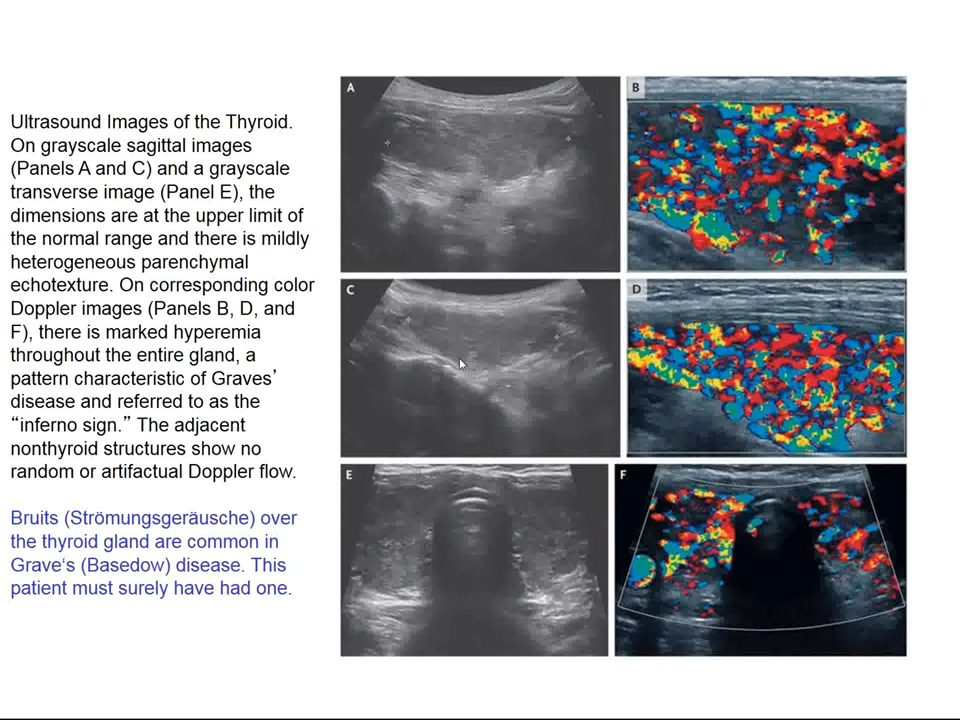 Ultrasound Images of the Thyroid.
On grayscale sagittal images
(Panels A and C) and a grayscale
transverse image (Panel E), the
dimensions are at the upper limit of
the normal range and there is mildly
heterogeneous parenchymal
echotexture. On corresponding color
Doppler images (Panels B, D, and
F), there is marked hyperemia
throughout the entire gland, a
pattern characteristic of Graves’
disease and referred to as the
“inferno sign.” The adjacent
nonthyroid structures show no
random or artifactual Doppler flow.
Bruits (Strömungsgeräusche) over
the thyroid gland are common in
Grave‘s (Basedow) disease. This
patient must surely have had one.
A
B
C
D
E
F